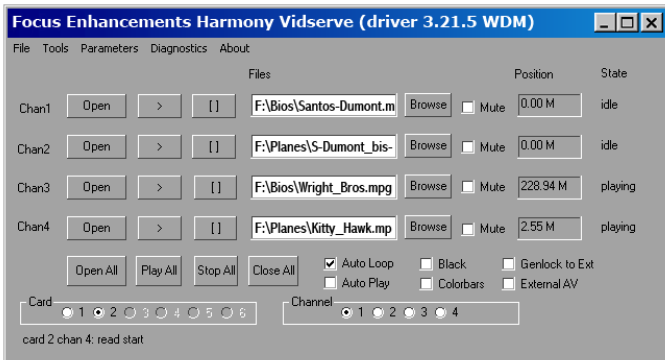 Focus Enhancements Harmony Vidserve (driver 3.21.5 WDM)
File Tools Parameters Diagnostics About
Files Position State
Chan1 Open > [ ] F:\Bios\Santos-Dumont.m Browse Mute 0.00 M idle
Chan2 Open > [ ] F:\Planes\S-Dumont_bis- Browse Mute 0.00 M idle
Chan3 Open > [ ] F:\Bios\Wright_Bros.mpg Browse Mute 228.94 M playing
Chan4 Open > [ ] F:\Planes\Kitty_Hawk.mp Browse Mute 2.55 M playing
Open All Play All Stop All Close All Auto Loop Black Genlock to Ext
Auto Play Colorbars External AV
Card Channel
1 2 3 4 5 6 1 2 3 4
card 2 chan 4: read start